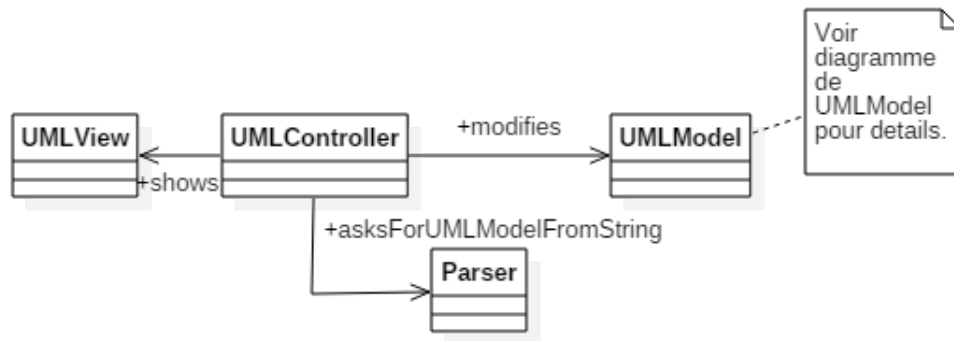 Voir
diagramme
de
UMLModel
pour details.
UMLView
UMLController
+modifies
UMLModel
+shows
+asksForUMLModelFromString
Parser